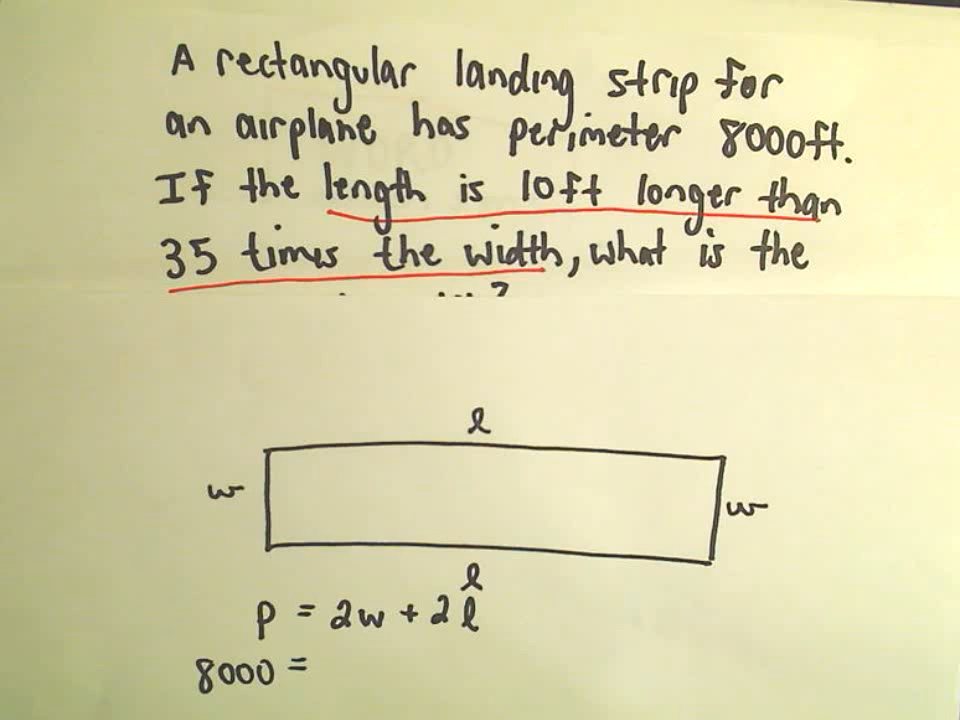 A rectangular landing strip for
an airplane has perimeter 8000ft.
If the length is 10ft longer than
35 times the width, what is the
l
w
w
l
p = 2w + 2l
8000 =